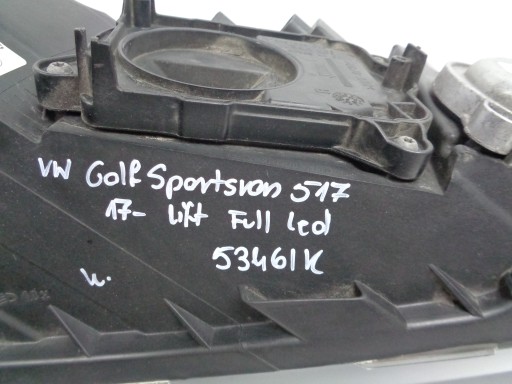 VW Golf Sportsvan 517
17- Lift Full Led
53461K
K.